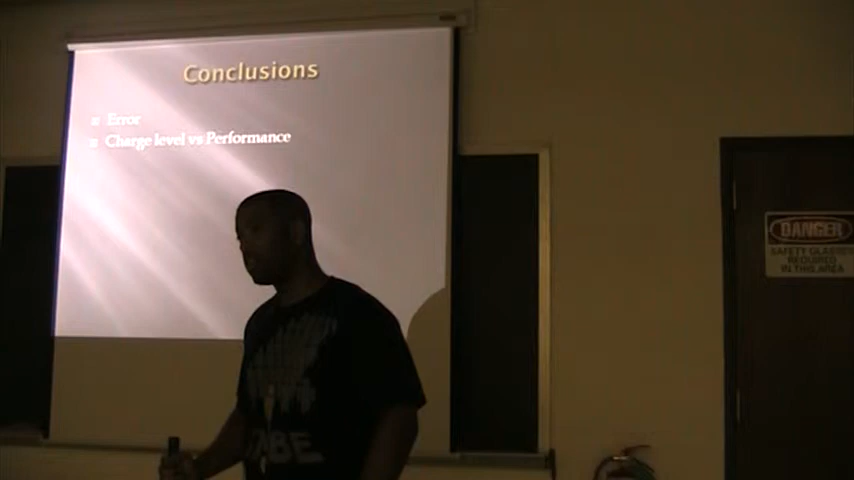 Conclusions
Error
Charge level vs Performance
DANGER
SAFETY GLASSES
REQUIRED
IN THIS AREA